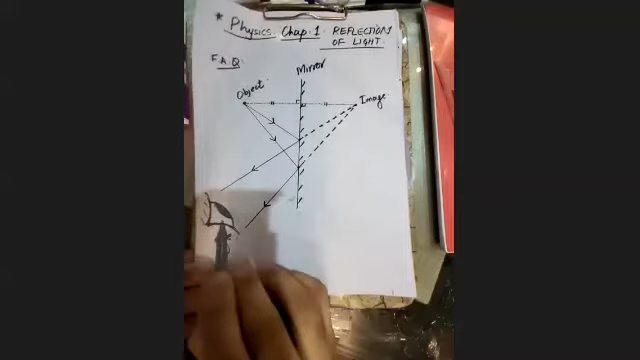 * Physics. Chap. 1 REFLECTIONS
OF LIGHT.
F.A.Q
Mirror
Object
Image